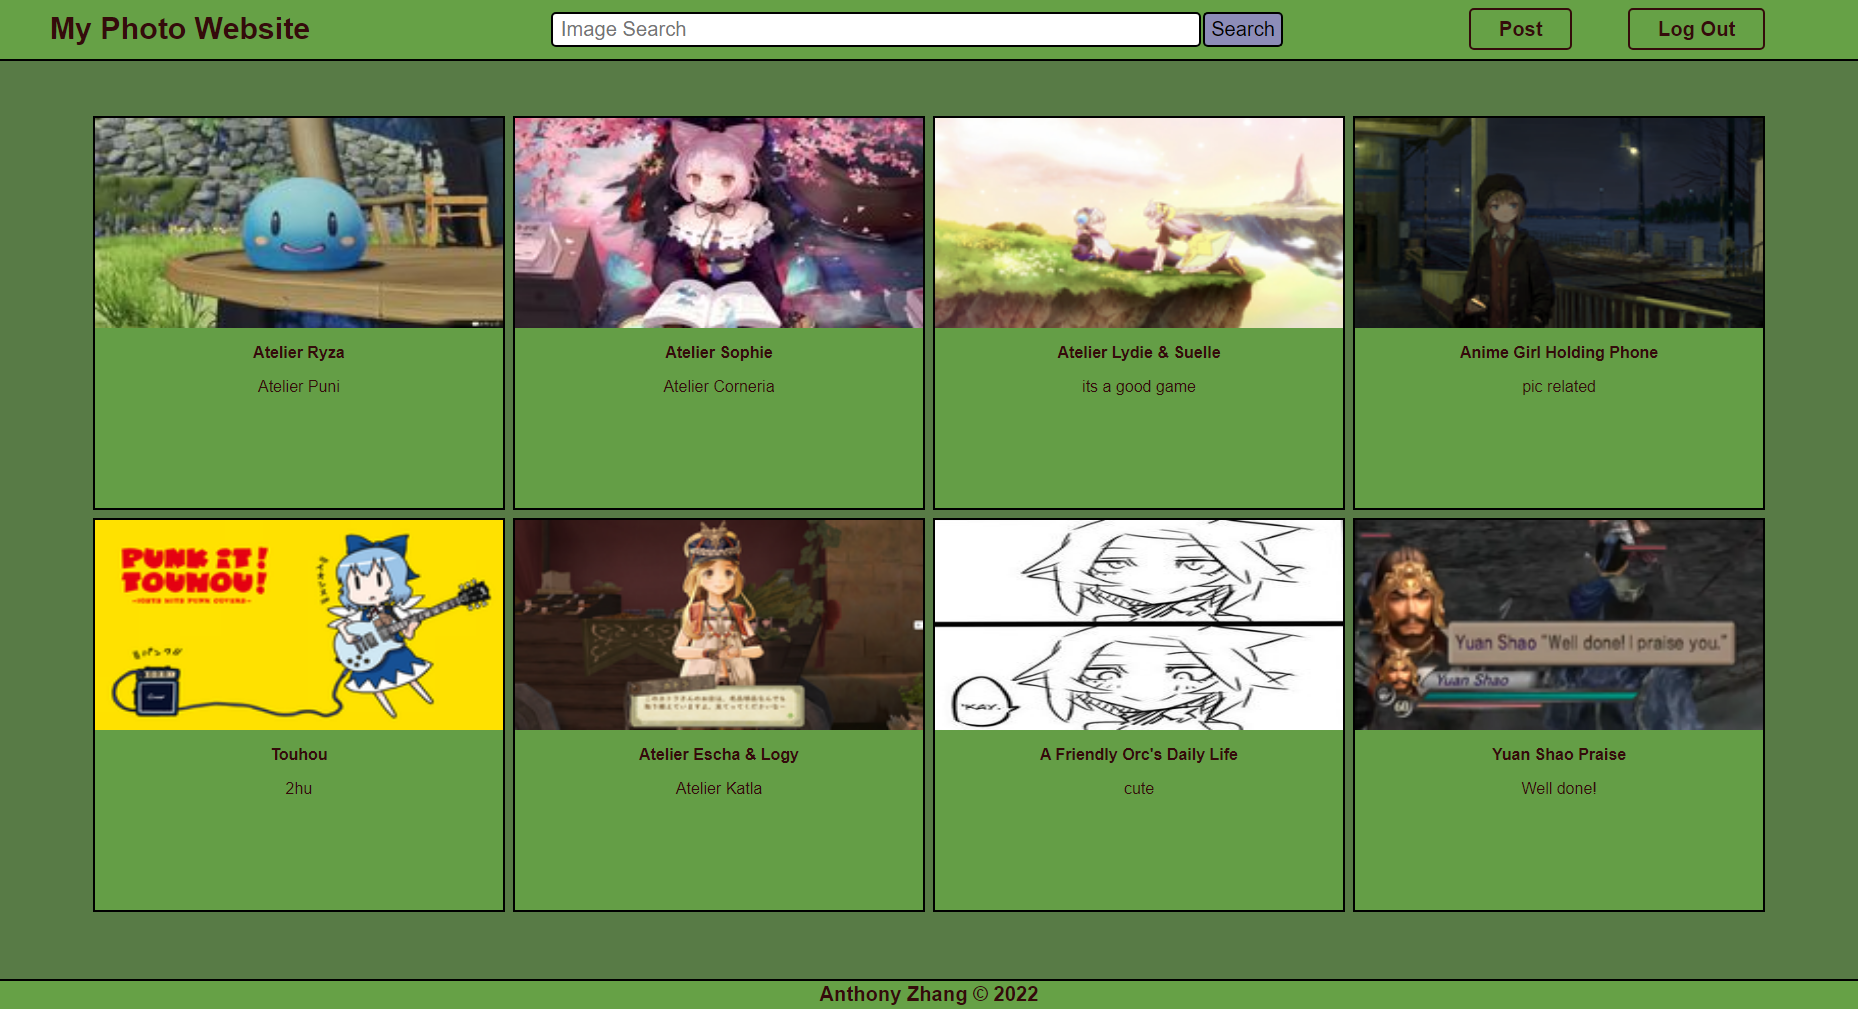 My Photo Website
Image Search
Search
Post
Log Out
Atelier Ryza
Atelier Puni
Atelier Sophie
Atelier Corneria
Atelier Lydie & Suelle
its a good game
Anime Girl Holding Phone
pic related
PUNK IT!
TOUHOU!
Touhou
2hu
Atelier Escha & Logy
Atelier Katla
"KAY.
A Friendly Orc's Daily Life
cute
Yuan Shao "Well done! I praise you."
Yuan Shao
60
Yuan Shao Praise
Well done!
Anthony Zhang © 2022